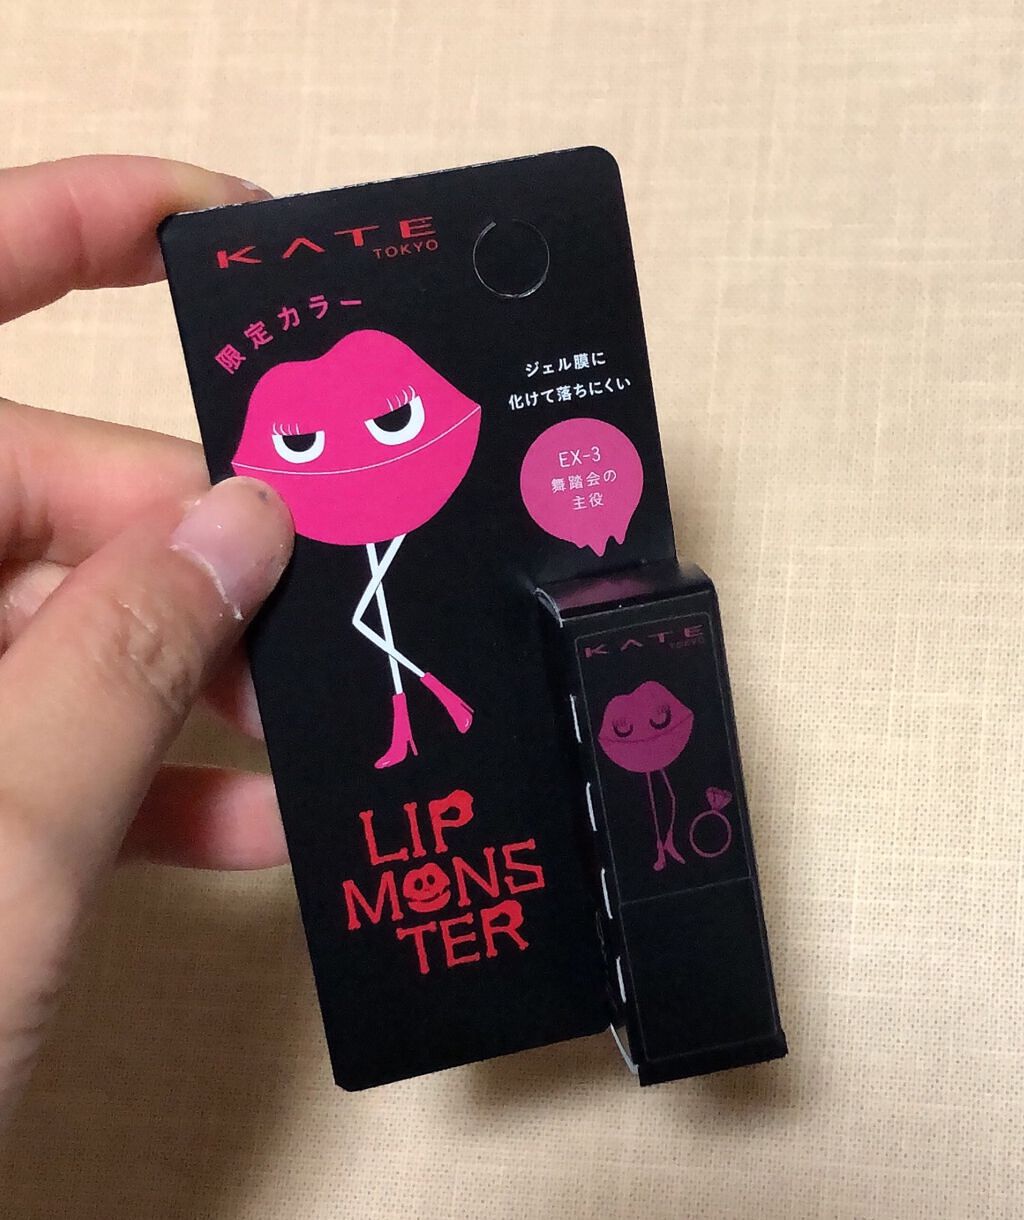 KATE
TOKYO
限定カラー
ジェル膜に
化けて落ちにくい
EX-3
舞踏会の
主役
KATE
TOKYO
LIP
MONS
TER